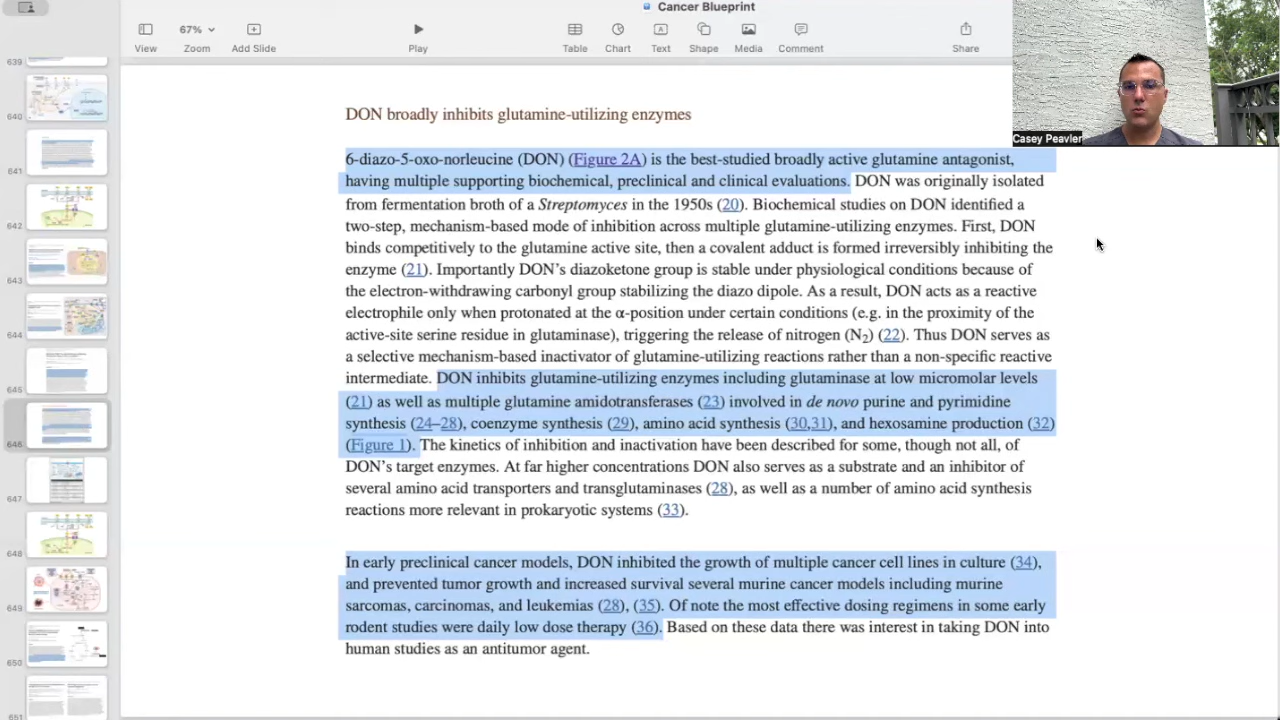 Cancer Blueprint
67%
View
Zoom
Add Slide
Play
Table
Chart
Text
Shape
Media
Comment
Share
Casey Peavler
639
640
641
642
643
644
645
646
647
648
649
650
651
DON broadly inhibits glutamine-utilizing enzymes
6-diazo-5-oxo-norleucine (DON) (Figure 2A) is the best-studied broadly active glutamine antagonist,
having multiple supporting biochemical, preclinical and clinical evaluations. DON was originally isolated
from fermentation broth of a Streptomyces in the 1950s (20). Biochemical studies on DON identified a
two-step, mechanism-based mode of inhibition across multiple glutamine-utilizing enzymes. First, DON
binds competitively to the glutamine active site, then a covalent adduct is formed irreversibly inhibiting the
enzyme (21). Importantly DON's diazoketone group is stable under physiological conditions because of
the electron-withdrawing carbonyl group stabilizing the diazo dipole. As a result, DON acts as a reactive
electrophile only when protonated at the α-position under certain conditions (e.g. in the proximity of the
active-site serine residue of glutaminase), triggering the release of nitrogen (N2) (22). Thus DON serves as
a selective mechanism-based inactivator of glutamine-utilizing reactions rather than a non-specific reactive
intermediate. DON inhibits glutamine-utilizing enzymes including glutaminase at low micromolar levels
(21) as well as multiple glutamine amidotransferases (23) involved in de novo purine and pyrimidine
synthesis (24–28), coenzyme synthesis (29), amino acid synthesis (30,31), and hexosamine production (32)
(Figure 1). The kinetics of inhibition and inactivation have been described for some, though not all, of
DON's target enzymes. At far higher concentrations DON also serves as a substrate and an inhibitor of
several amino acid transporters and transglutaminases (28), as well as a number of amino acid synthesis
reactions more relevant in prokaryotic systems (33).
In early preclinical cancer models, DON inhibited the growth of multiple cancer cell lines in culture (34),
and prevented tumor growth and increased survival several murine cancer models including murine
sarcomas, carcinomas and leukemias (28), (35). Of note the most effective dosing regimens in some early
rodent studies were daily low dose therapy (36). Based on these data there was interest in taking DON into
human studies as an antitumor agent.